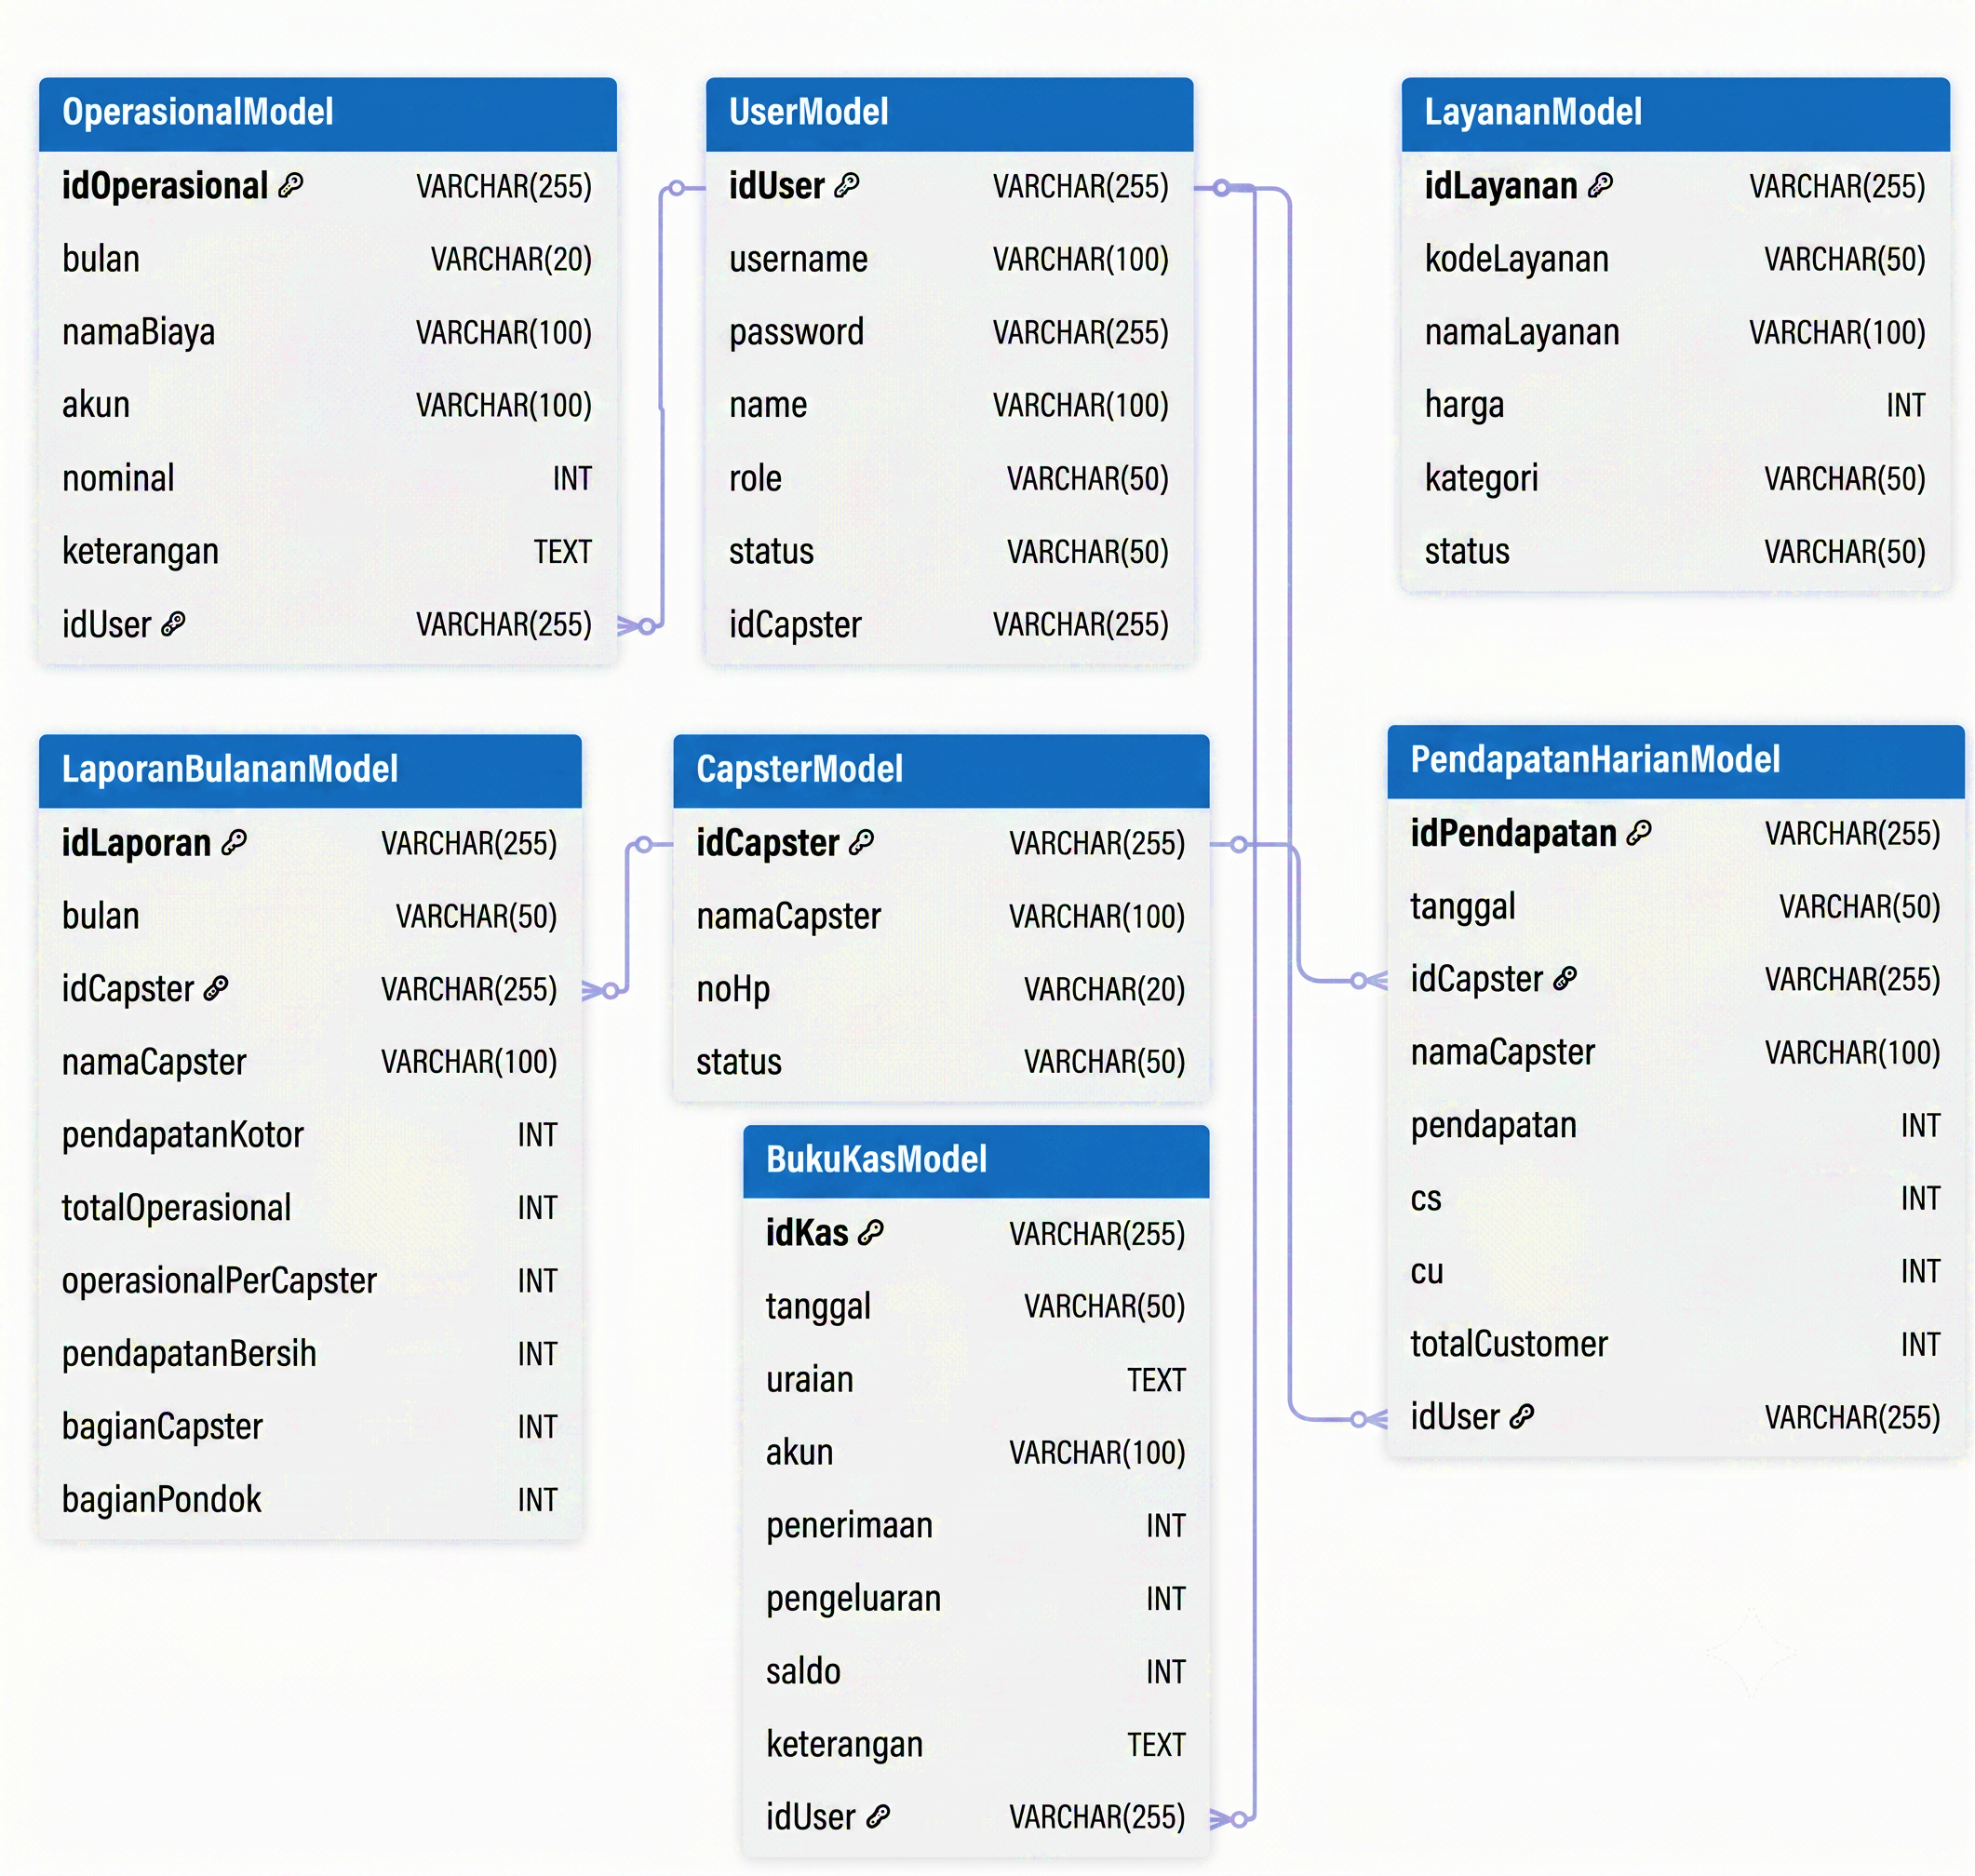 OperasionalModel
idOperasional VARCHAR(255)
bulan VARCHAR(20)
namaBiaya VARCHAR(100)
akun VARCHAR(100)
nominal INT
keterangan TEXT
idUser VARCHAR(255)
UserModel
idUser VARCHAR(255)
username VARCHAR(100)
password VARCHAR(255)
name VARCHAR(100)
role VARCHAR(50)
status VARCHAR(50)
idCapster VARCHAR(255)
LayananModel
idLayanan VARCHAR(255)
kodeLayanan VARCHAR(50)
namaLayanan VARCHAR(100)
harga INT
kategori VARCHAR(50)
status VARCHAR(50)
LaporanBulananModel
idLaporan VARCHAR(255)
bulan VARCHAR(50)
idCapster VARCHAR(255)
namaCapster VARCHAR(100)
pendapatanKotor INT
totalOperasional INT
operasionalPerCapster INT
pendapatanBersih INT
bagianCapster INT
bagianPondok INT
CapsterModel
idCapster VARCHAR(255)
namaCapster VARCHAR(100)
noHp VARCHAR(20)
status VARCHAR(50)
BukuKasModel
idKas VARCHAR(255)
tanggal VARCHAR(50)
uraian TEXT
akun VARCHAR(100)
penerimaan INT
pengeluaran INT
saldo INT
keterangan TEXT
idUser VARCHAR(255)
PendapatanHarianModel
idPendapatan VARCHAR(255)
tanggal VARCHAR(50)
idCapster VARCHAR(255)
namaCapster VARCHAR(100)
pendapatan INT
cs INT
cu INT
totalCustomer INT
idUser VARCHAR(255)